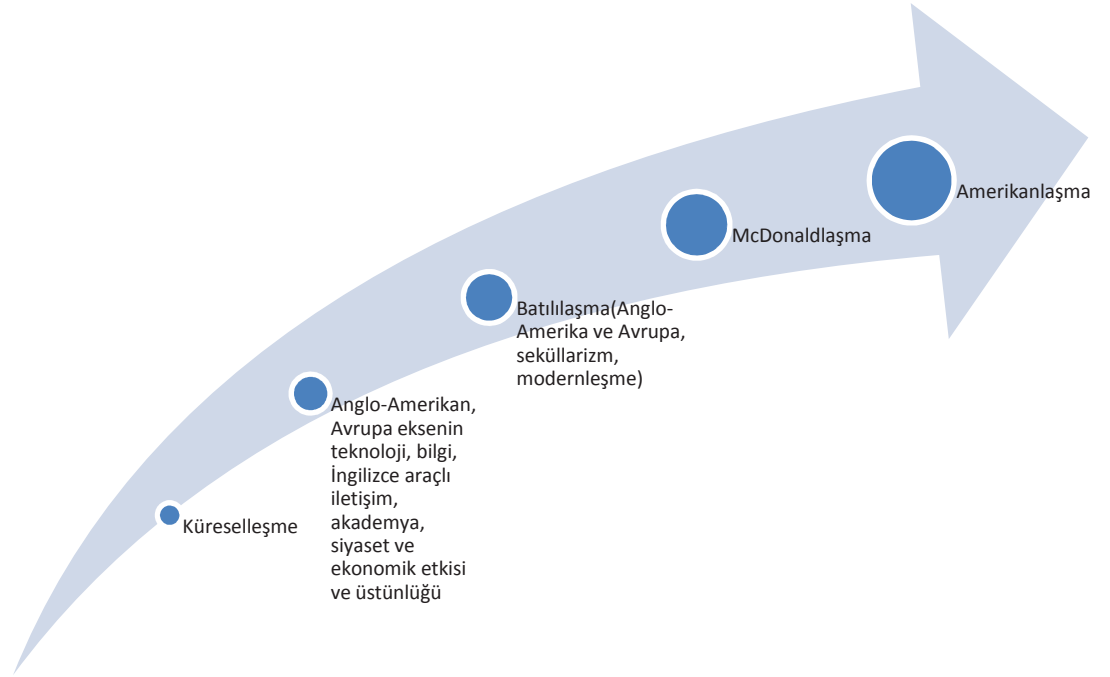 Küreselleşme
Anglo-Amerikan,
Avrupa eksenin
teknoloji, bilgi,
İngilizce araçlı
iletişim,
akademya,
siyaset ve
ekonomik etkisi
ve üstünlüğü
Batılılaşma(Anglo-
Amerika ve Avrupa,
seküllarizm,
modernleşme)
McDonaldlaşma
Amerikanlaşma